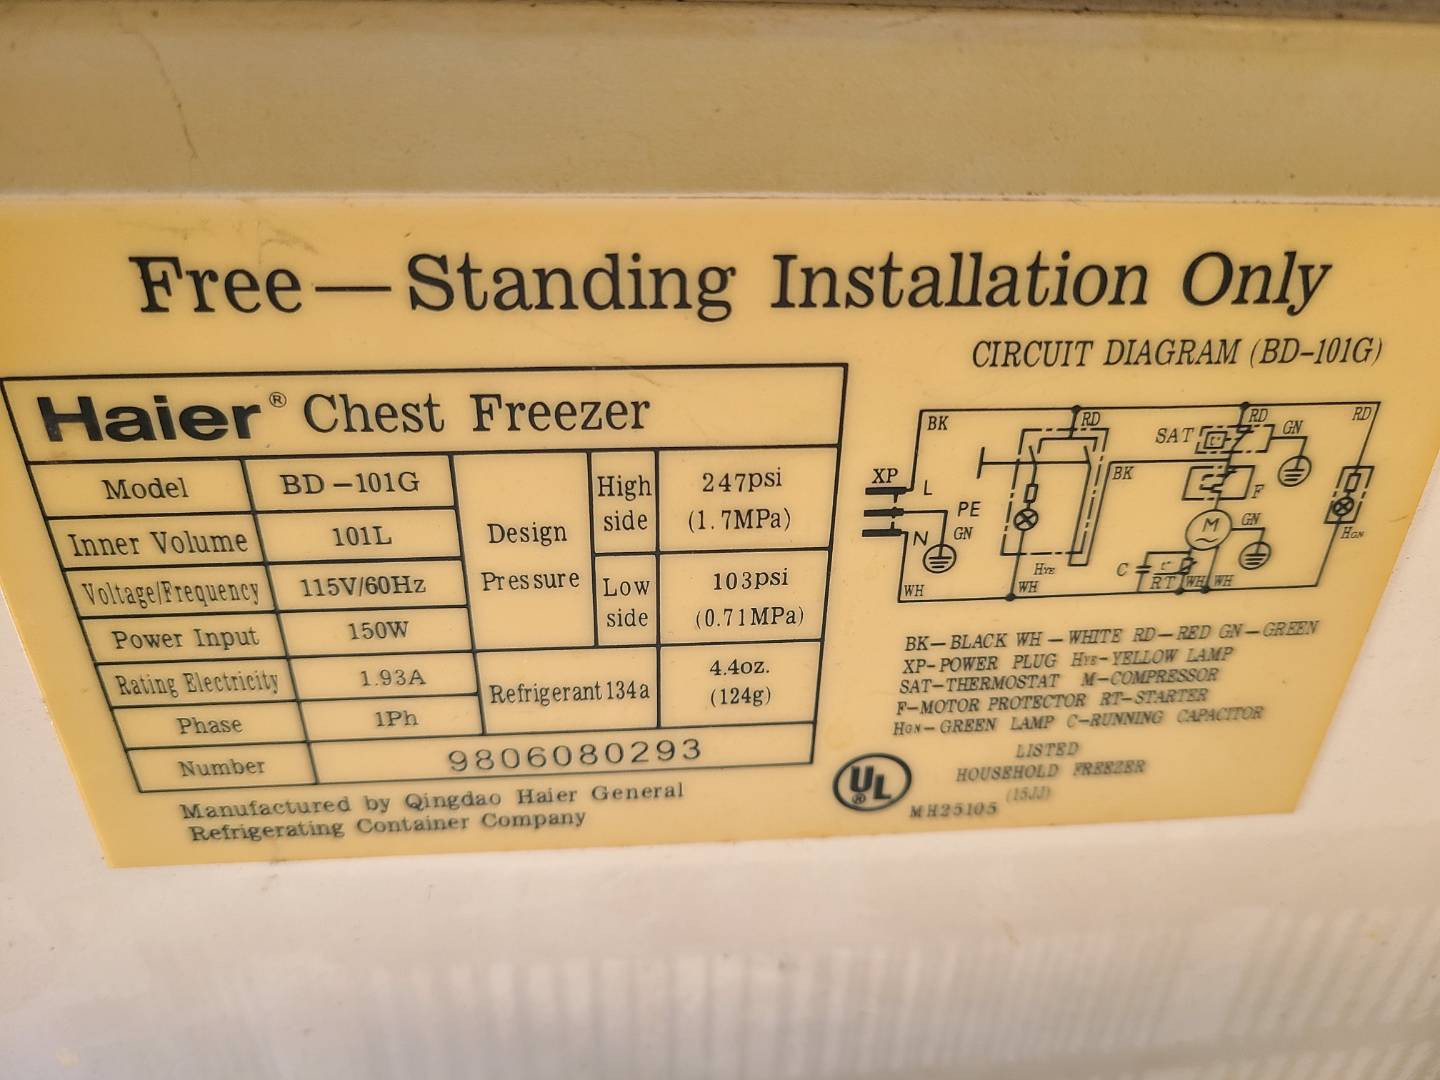 Free—Standing Installation Only
CIRCUIT DIAGRAM (BD-101G)
Haier® Chest Freezer
Model BD-101G
Inner Volume 101L
Voltage/Frequency 115V/60Hz
Power Input 150W
Rating Electricity 1.93A
Phase 1Ph
Number 9806080293
Design Pressure
High side 247psi (1.7MPa)
Low side 103psi (0.71MPa)
Refrigerant 134a 4.4oz. (124g)
Manufactured by Qingdao Haier General
Refrigerating Container Company
BK RD RD RD
SAT GN
XP L BK F
PE
N GN M GN
HYE HGN
C t° RT WH WH
WH WH
BK—BLACK WH—WHITE RD—RED GN—GREEN
XP-POWER PLUG HYE-YELLOW LAMP
SAT-THERMOSTAT M-COMPRESSOR
F-MOTOR PROTECTOR RT-STARTER
HGN-GREEN LAMP C-RUNNING CAPACITOR
UL®
LISTED
HOUSEHOLD FREEZER
(15JJ)
MH25105